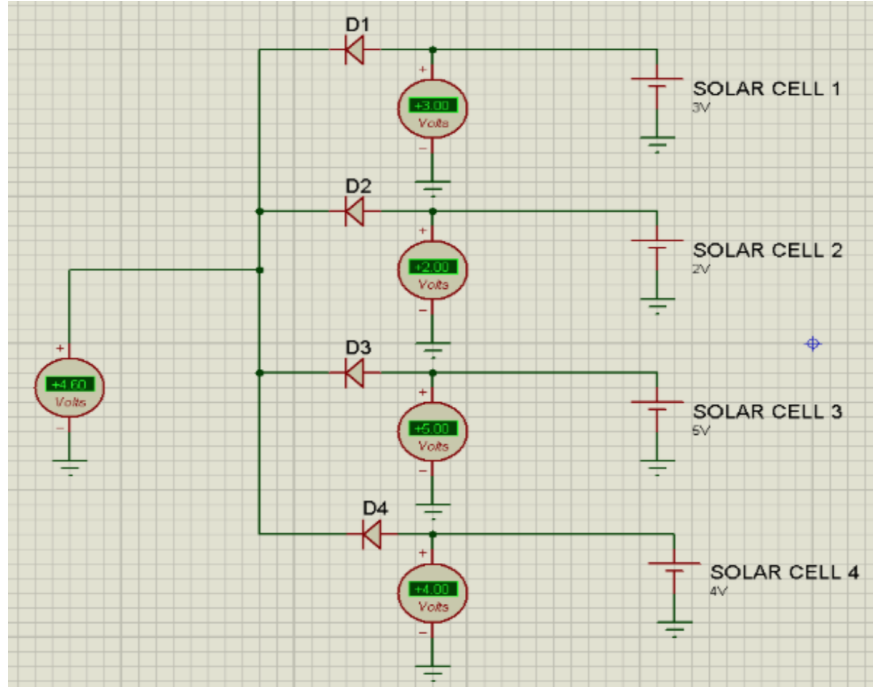 D1
+
+3.00
Volts
−
SOLAR CELL 1
3V
D2
+
+2.00
Volts
−
SOLAR CELL 2
2V
+
+4.60
Volts
−
D3
+
+5.00
Volts
−
SOLAR CELL 3
5V
D4
+
+4.00
Volts
−
SOLAR CELL 4
4V